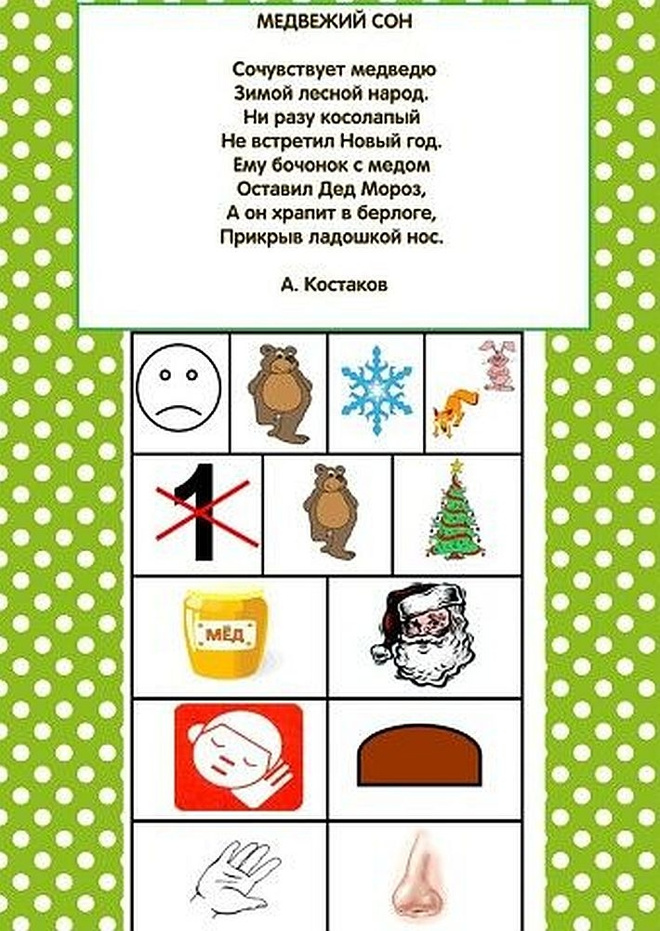 МЕДВЕЖИЙ СОН
Сочувствует медведю
Зимой лесной народ.
Ни разу косолапый
Не встретил Новый год.
Ему бочонок с медом
Оставил Дед Мороз,
А он храпит в берлоге,
Прикрыв ладошкой нос.
А. Костаков
1
МЁД